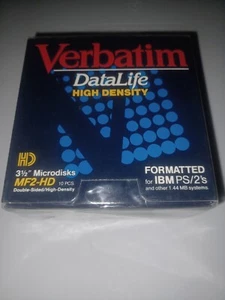 Verbatim
DataLife
HIGH DENSITY
HD
3½" Microdisks
MF2-HD 10 PCS
Double-Sided/High-Density
FORMATTED
for IBM PS/2's
and other 1.44 MB systems.